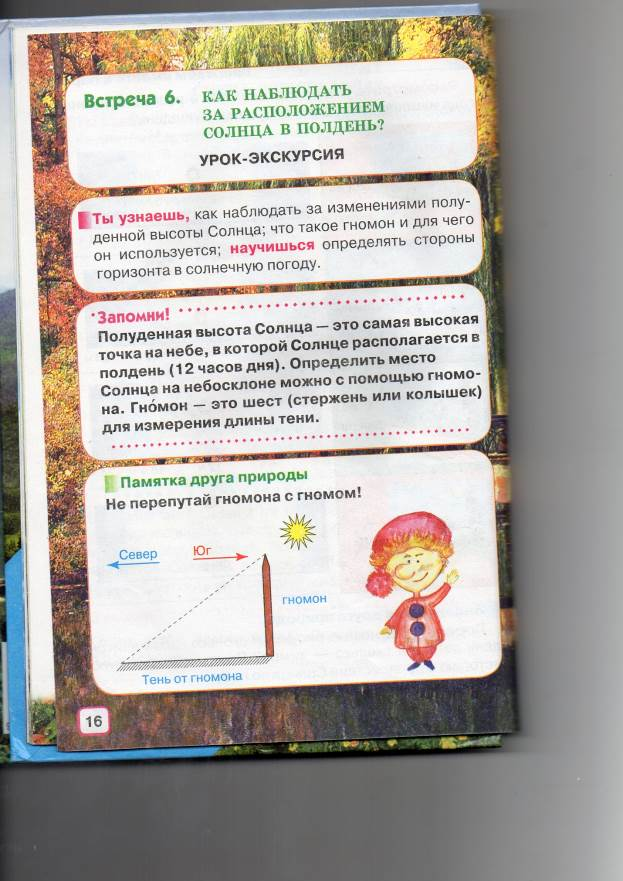 Встреча 6. КАК НАБЛЮДАТЬ
ЗА РАСПОЛОЖЕНИЕМ
СОЛНЦА В ПОЛДЕНЬ?
УРОК-ЭКСКУРСИЯ
Ты узнаешь, как наблюдать за изменениями полу-
денной высоты Солнца; что такое гномон и для чего
он используется; научишься определять стороны
горизонта в солнечную погоду.
Запомни!
Полуденная высота Солнца — это самая высокая
точка на небе, в которой Солнце располагается в
полдень (12 часов дня). Определить место
Солнца на небосклоне можно с помощью гномо-
на. Гно́мон — это шест (стержень или колышек)
для измерения длины тени.
Памятка друга природы
Не перепутай гномона с гномом!
Север
Юг
гномон
Тень от гномона
16